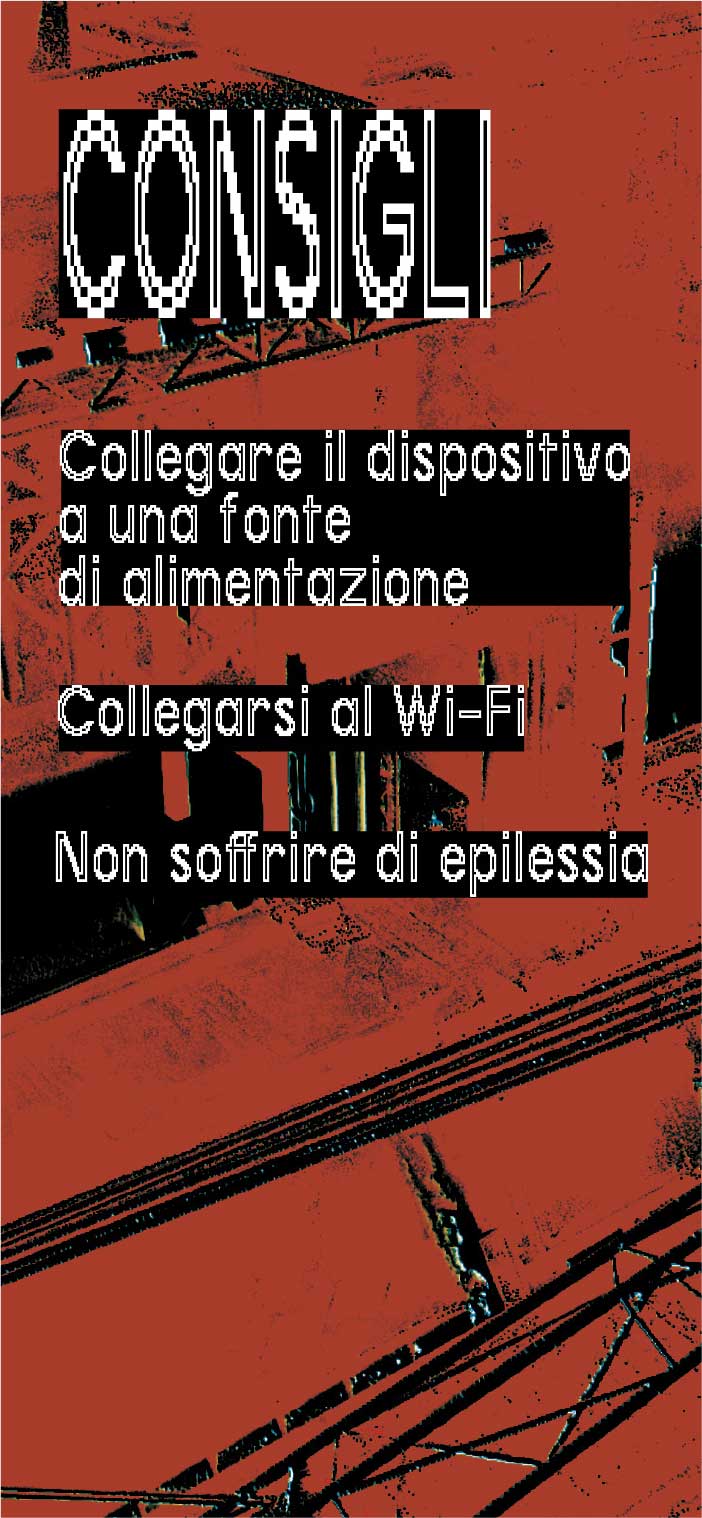 CONSIGLI
Collegare il dispositivo
a una fonte
di alimentazione
Collegarsi al Wi-Fi
Non soffrire di epilessia